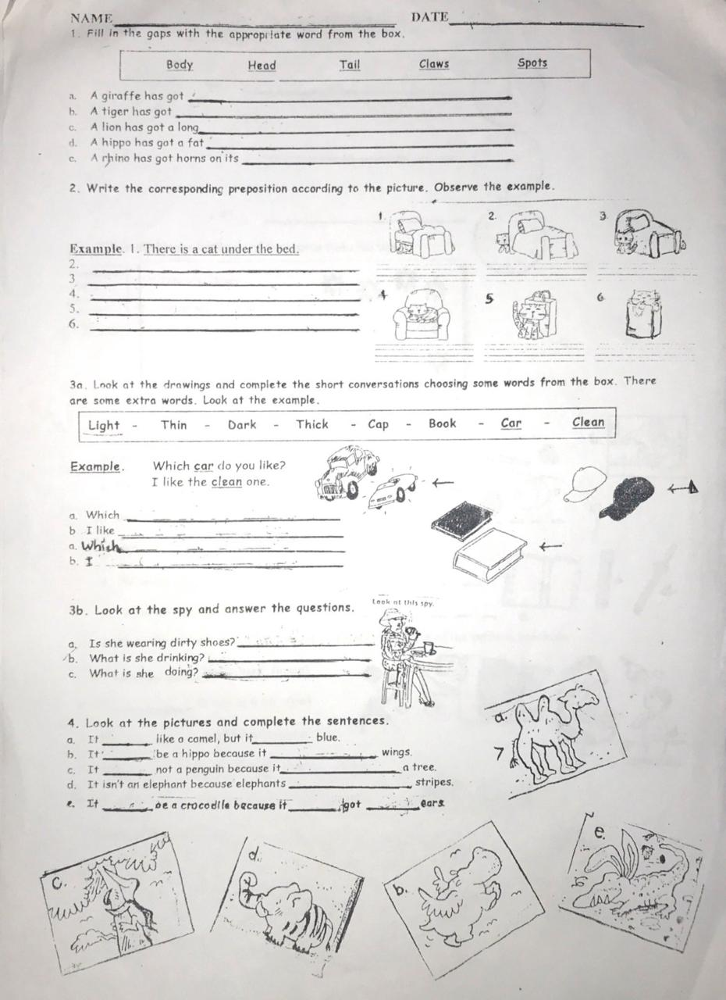 NAME DATE
1. Fill in the gaps with the appropriate word from the box.
Body Head Tail Claws Spots
a. A giraffe has got
b. A tiger has got
c. A lion has got a long
d. A hippo has got a fat
e. A rhino has got horns on its
2. Write the corresponding preposition according to the picture. Observe the example.
1. 2. 3.
Example. 1. There is a cat under the bed.
2.
3.
4.
5.
6.
4 5 6
3a. Look at the drawings and complete the short conversations choosing some words from the box. There
are some extra words. Look at the example.
Light - Thin - Dark - Thick - Cap - Book - Car - Clean
Example. Which car do you like?
I like the clean one.
a. Which
b. I like
a. Which
b. I
3b. Look at the spy and answer the questions.
Look at this spy.
a. Is she wearing dirty shoes?
b. What is she drinking?
c. What is she doing?
4. Look at the pictures and complete the sentences.
a. It like a camel, but it blue.
b. It be a hippo because it wings.
c. It not a penguin because it a tree.
d. It isn't an elephant because elephants stripes.
e. It be a crocodile because it got ears
a.
7
c. d. b. e.